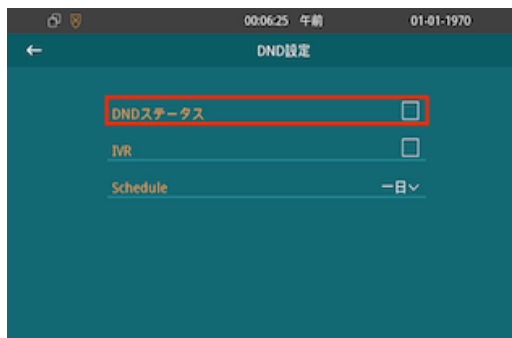 00:06:25 午前 01-01-1970
DND設定
DNDステータス
IVR
Schedule 一日